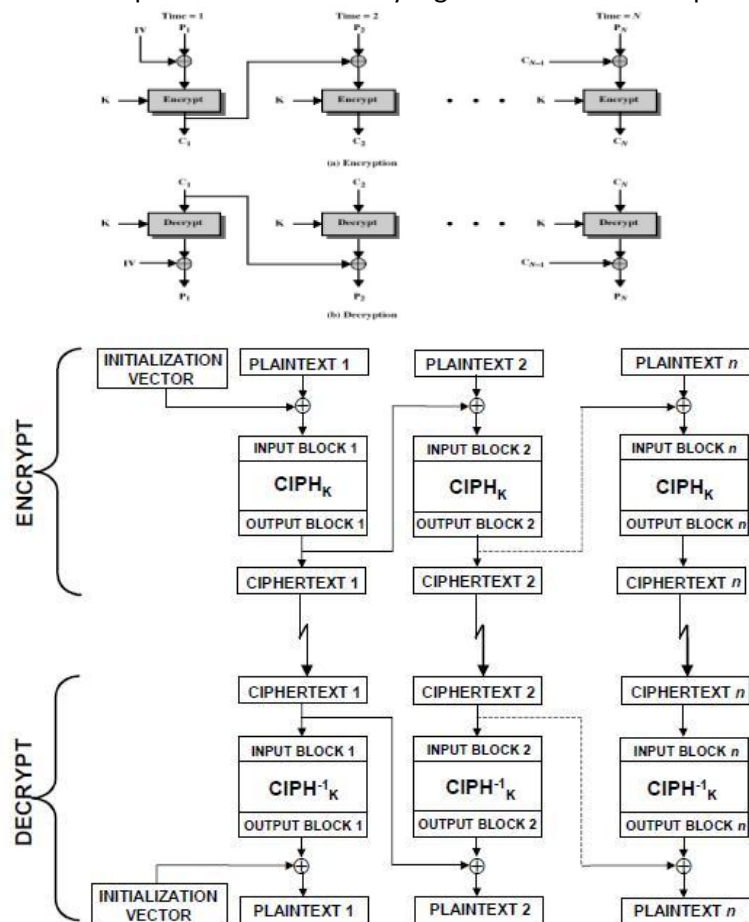 Time = 1 Time = 2 Time = N
IV P1 P2 PN
CN-1
K Encrypt K Encrypt • • • K Encrypt
C1 C2 CN
(a) Encryption
C1 C2 CN
K Decrypt K Decrypt • • • K Decrypt
IV CN-1
P1 P2 PN
(b) Decryption
ENCRYPT
INITIALIZATION VECTOR
PLAINTEXT 1 PLAINTEXT 2 PLAINTEXT n
INPUT BLOCK 1 INPUT BLOCK 2 INPUT BLOCK n
CIPHK CIPHK CIPHK
OUTPUT BLOCK 1 OUTPUT BLOCK 2 OUTPUT BLOCK n
CIPHERTEXT 1 CIPHERTEXT 2 CIPHERTEXT n
DECRYPT
CIPHERTEXT 1 CIPHERTEXT 2 CIPHERTEXT n
INPUT BLOCK 1 INPUT BLOCK 2 INPUT BLOCK n
CIPH-1K CIPH-1K CIPH-1K
OUTPUT BLOCK 1 OUTPUT BLOCK 2 OUTPUT BLOCK n
INITIALIZATION VECTOR
PLAINTEXT 1 PLAINTEXT 2 PLAINTEXT n